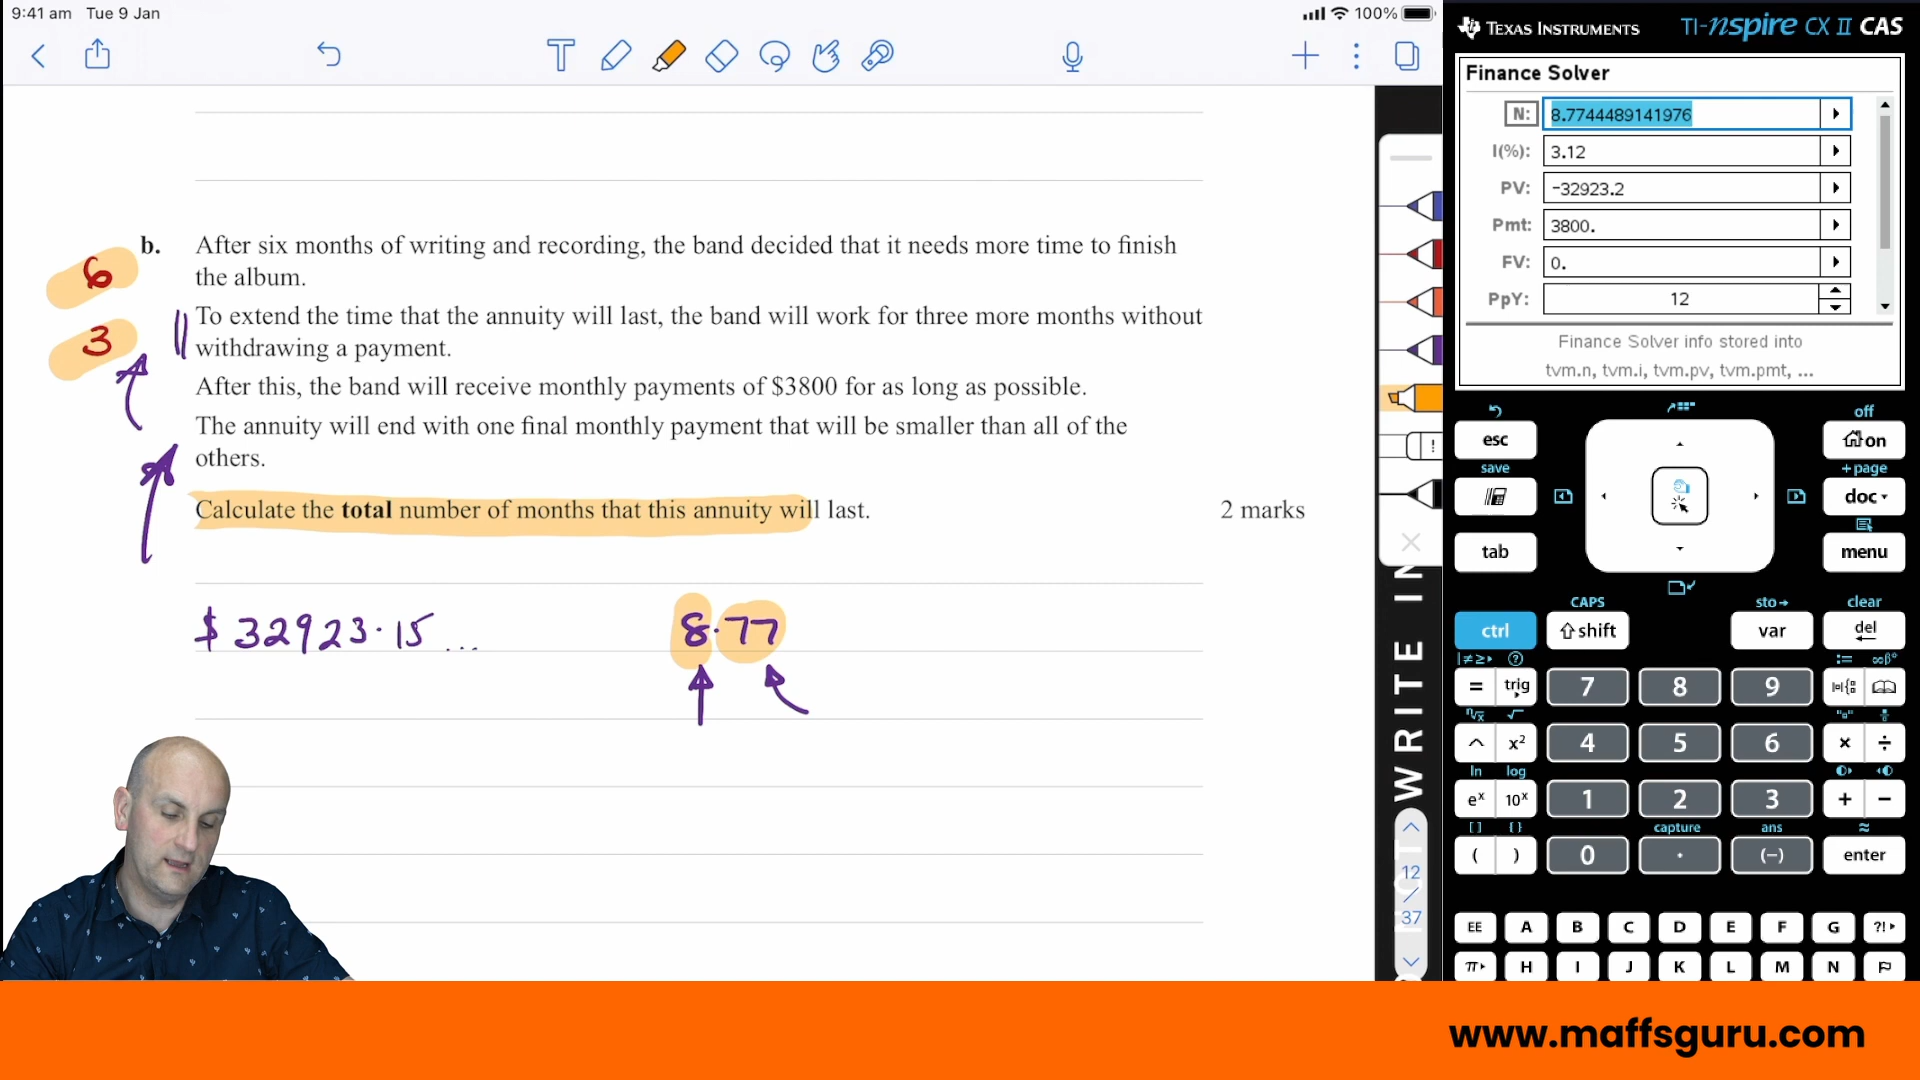 9:41 am Tue 9 Jan
100%
b. After six months of writing and recording, the band decided that it needs more time to finish
the album.
To extend the time that the annuity will last, the band will work for three more months without
withdrawing a payment.
After this, the band will receive monthly payments of $3800 for as long as possible.
The annuity will end with one final monthly payment that will be smaller than all of the
others.
Calculate the total number of months that this annuity will last. 2 marks
6
3
$ 32923.15...
8.77
WRITE IN
12
37
TEXAS INSTRUMENTS TI-nspire CX II CAS
Finance Solver
N: 8.7744489141976
I(%): 3.12
PV: -32923.2
Pmt: 3800.
FV: 0.
PpY: 12
Finance Solver info stored into
tvm.n, tvm.i, tvm.pv, tvm.pmt, ...
off
esc on
save +page
doc
tab menu
CAPS sto→ clear
ctrl shift var del
= trig 7 8 9
^ x² 4 5 6 × ÷
ln log
eˣ 10ˣ 1 2 3 + −
[ ] { } capture ans ≈
( ) 0 . (−) enter
EE A B C D E F G ?!
π H I J K L M N
www.maffsguru.com